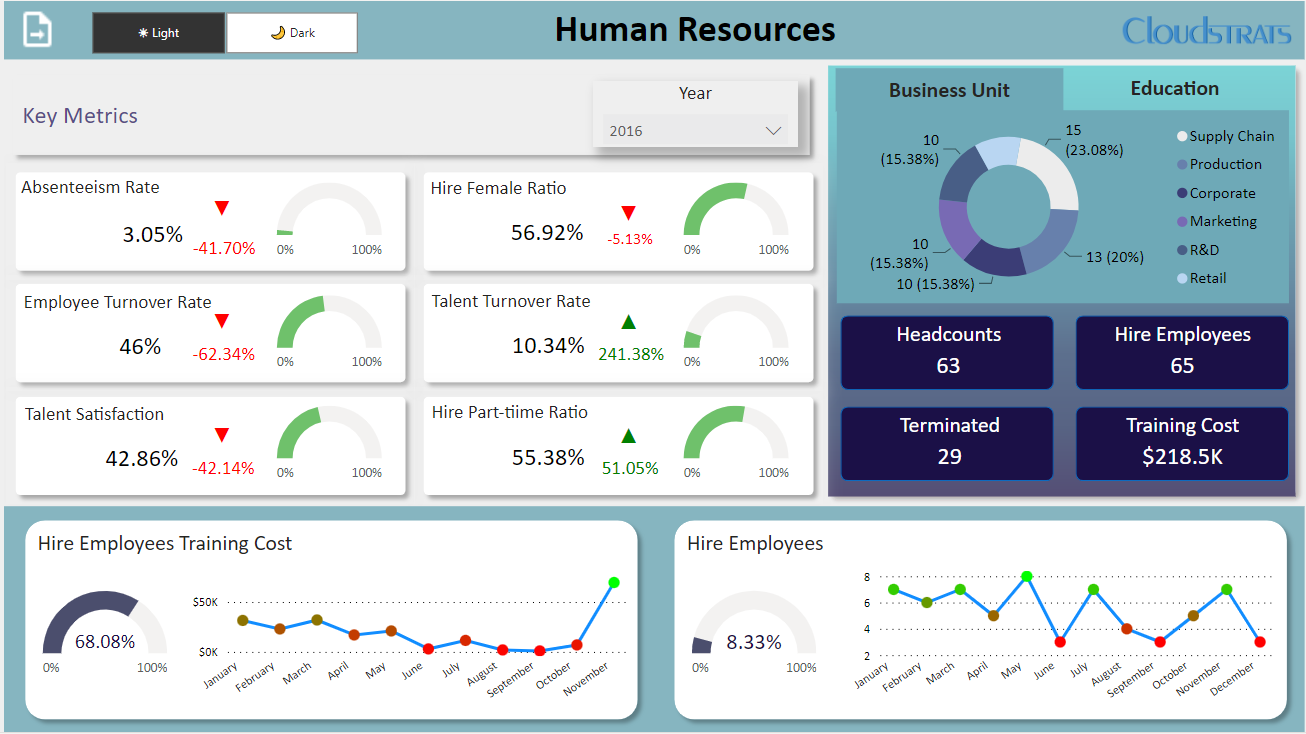 Light
Dark
Human Resources
CloudSTRATS
Key Metrics
Year
2016
Absenteeism Rate
3.05%
-41.70%
0%
100%
Hire Female Ratio
56.92%
-5.13%
0%
100%
Employee Turnover Rate
46%
-62.34%
0%
100%
Talent Turnover Rate
10.34%
241.38%
0%
100%
Talent Satisfaction
42.86%
-42.14%
0%
100%
Hire Part-tiime Ratio
55.38%
51.05%
0%
100%
Business Unit
Education
15
(23.08%)
13 (20%)
10 (15.38%)
10
(15.38%)
10
(15.38%)
Supply Chain
Production
Corporate
Marketing
R&D
Retail
Headcounts
63
Hire Employees
65
Terminated
29
Training Cost
$218.5K
Hire Employees Training Cost
68.08%
0%
100%
$50K
$0K
January
February
March
April
May
June
July
August
September
October
November
Hire Employees
8.33%
0%
100%
8
6
4
2
January
February
March
April
May
June
July
August
September
October
November
December